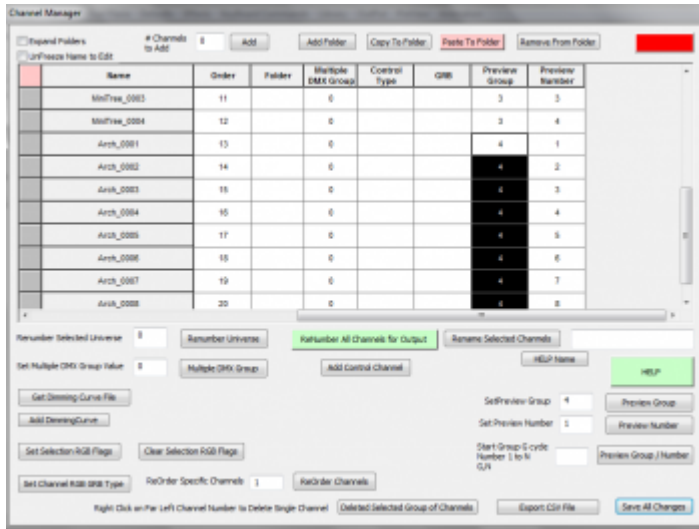 Channel Manager
Expand Folders
UnFreeze Name to Edit
# Channels to Add
Add
Add Folder
Copy To Folder
Paste To Folder
Remove From Folder
Name Order Folder Multiple DMX Group Control Type GRB Preview Group Preview Number
MiniTree_0003 11 0 3 3
MiniTree_0004 12 0 3 4
Arch_0001 13 0 4 1
Arch_0002 14 0 4 2
Arch_0003 15 0 4 3
Arch_0004 16 0 4 4
Arch_0005 17 0 4 5
Arch_0006 18 0 4 6
Arch_0007 19 0 4 7
Arch_0008 20 0 4 8
Renumber Selected Universe
Renumber Universe
ReNumber All Channels for Output
Rename Selected Channels
HELP Name
HELP
Set Multiple DMX Group Value
Multiple DMX Group
Add Control Channel
Get Dimming Curve File
SetPreview Group 4 Preview Group
Add DimmingCurve
Set Preview Number 1 Preview Number
Set Selection RGB Flags
Clear Selection RGB Flags
Start Group G cycle Number 1 to N G,N
Preview Group / Number
Set Channel RGB GRB Type
ReOrder Specific Channels 1 ReOrder Channels
Right Click on Far Left Channel Number to Delete Single Channel
Deleted Selected Group of Channels
Export CSV File
Save All Changes